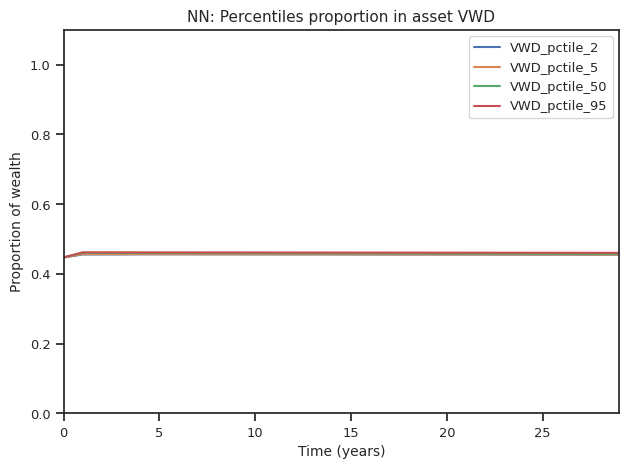 NN: Percentiles proportion in asset VWD
VWD_pctile_2
VWD_pctile_5
VWD_pctile_50
VWD_pctile_95
Proportion of wealth
1.0
0.8
0.6
0.4
0.2
0.0
0 5 10 15 20 25
Time (years)